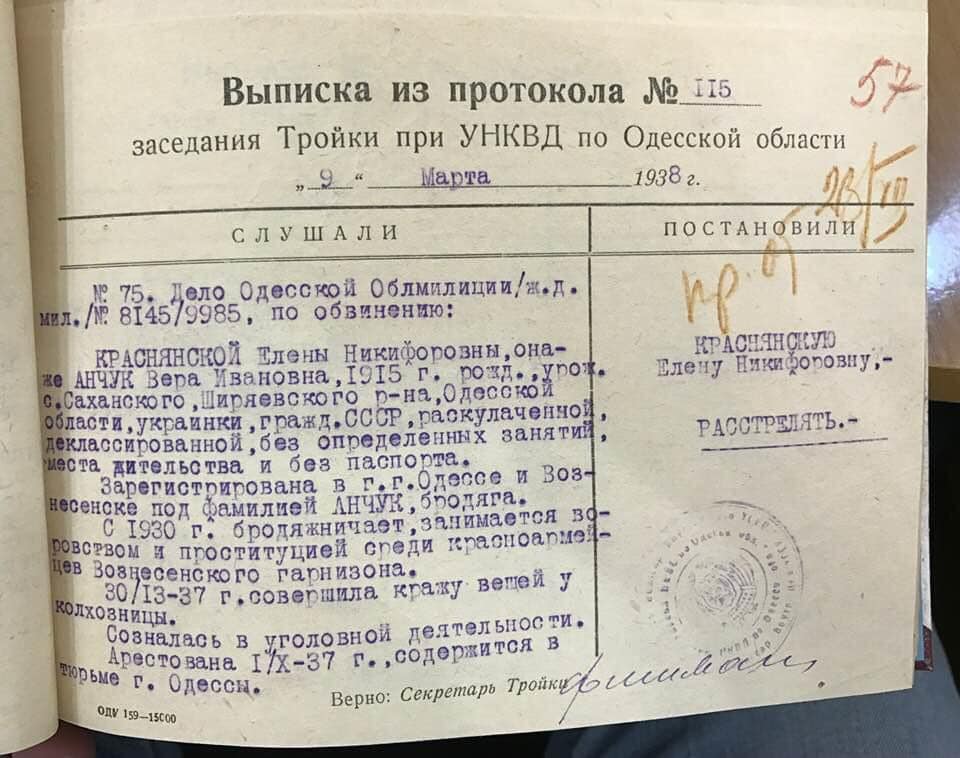 Выписка из протокола № 115
57
заседания Тройки при УНКВД по Одесской области
„ 9 “ Марта 1938 г.
23/III
СЛУШАЛИ
ПОСТАНОВИЛИ
пр. от
№ 75. Дело Одесской Облмилиции/ж.д.
мил./№ 8145/9985, по обвинению:
КРАСНЯНСКОЙ Елены Никифоровны,она-
же АНЧУК Вера Ивановна,1915 г. рожд.,урож.
с.Саханского,Ширяевского р-на,Одесской
области,украинки,гражд.СССР,раскулаченной,
деклассированной,без определенных занятий,
места жительства и без паспорта.
Зарегистрирована в г.г.Одессе и Воз-
несенске под фамилией АНЧУК,бродяга.
С 1930 г. бродяжничает,занимается во-
ровством и проституцией среди красноармей-
цев Вознесенского гарнизона.
30/IX-37 г.совершила кражу вещей у
колхозницы.
Созналась в уголовной деятельности.
Арестована I/X-37 г.,содержится в
тюрьме г. Одессы.
КРАСНЯНСКУЮ
Елену Никифоровну,-
РАССТРЕЛЯТЬ.-
Верно: Секретарь Тройки
ОДУ 159—15000